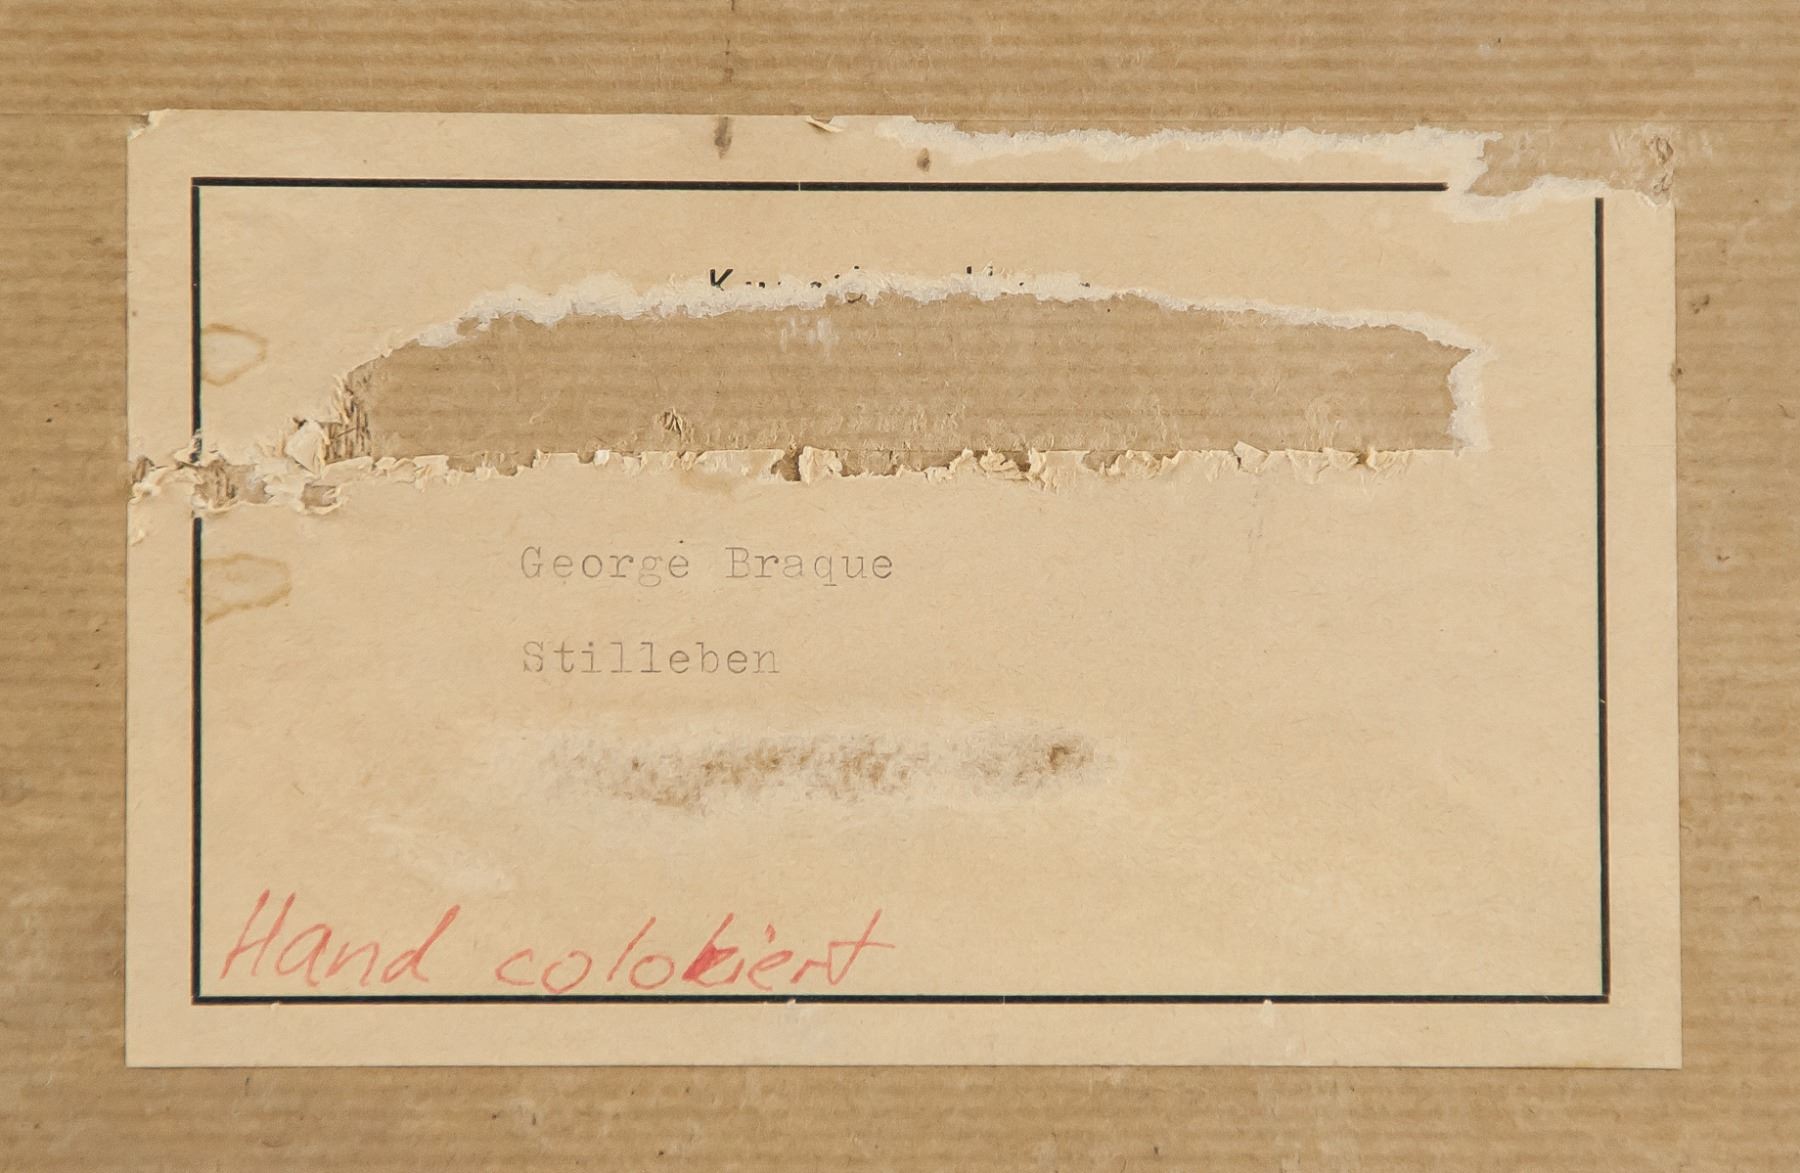 George Braque
Stilleben
Hand coloriert